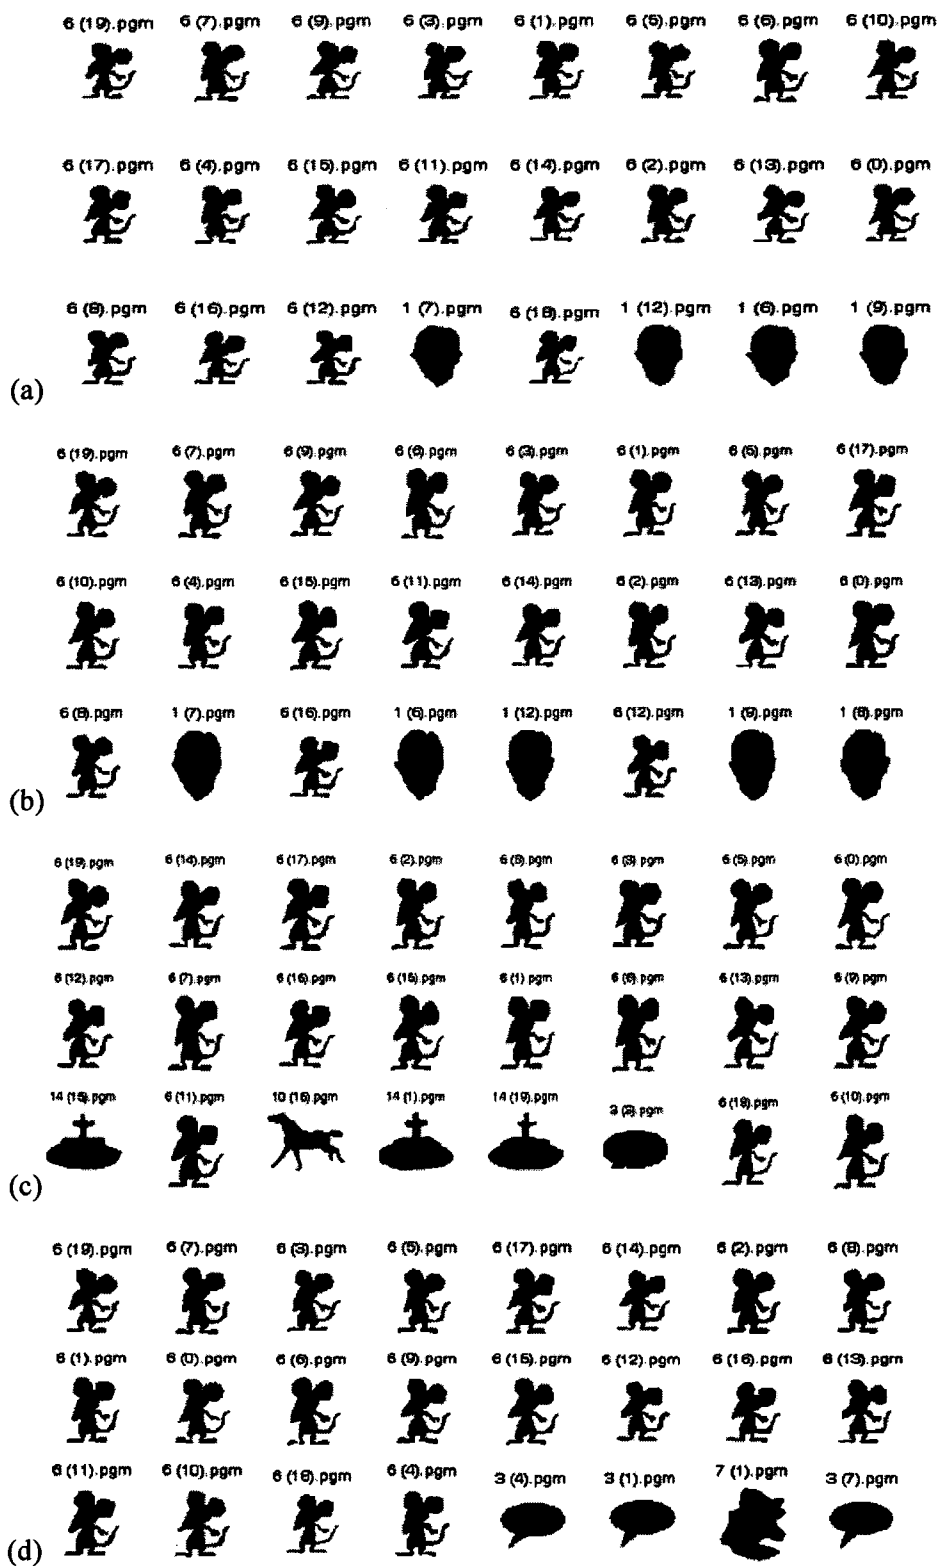 6 (19).pgm 6 (7).pgm 6 (9).pgm 6 (3).pgm 6 (1).pgm 6 (5).pgm 6 (6).pgm 6 (10).pgm
6 (17).pgm 6 (4).pgm 6 (15).pgm 6 (11).pgm 6 (14).pgm 6 (2).pgm 6 (13).pgm 6 (0).pgm
6 (8).pgm 6 (16).pgm 6 (12).pgm 1 (7).pgm 6 (18).pgm 1 (12).pgm 1 (6).pgm 1 (9).pgm
(a)
6 (19).pgm 6 (7).pgm 6 (9).pgm 6 (6).pgm 6 (3).pgm 6 (1).pgm 6 (5).pgm 6 (17).pgm
6 (10).pgm 6 (4).pgm 6 (15).pgm 6 (11).pgm 6 (14).pgm 6 (2).pgm 6 (13).pgm 6 (0).pgm
6 (8).pgm 1 (7).pgm 6 (16).pgm 1 (6).pgm 1 (12).pgm 6 (12).pgm 1 (9).pgm 1 (8).pgm
(b)
6 (19).pgm 6 (14).pgm 6 (17).pgm 6 (2).pgm 6 (8).pgm 6 (3).pgm 6 (5).pgm 6 (0).pgm
6 (12).pgm 6 (7).pgm 6 (16).pgm 6 (15).pgm 6 (1).pgm 6 (6).pgm 6 (13).pgm 6 (9).pgm
14 (15).pgm 6 (11).pgm 10 (16).pgm 14 (1).pgm 14 (19).pgm 3 (2).pgm 6 (18).pgm 6 (10).pgm
(c)
6 (19).pgm 6 (7).pgm 6 (3).pgm 6 (5).pgm 6 (17).pgm 6 (14).pgm 6 (2).pgm 6 (8).pgm
6 (1).pgm 6 (0).pgm 6 (6).pgm 6 (9).pgm 6 (15).pgm 6 (12).pgm 6 (16).pgm 6 (13).pgm
6 (11).pgm 6 (10).pgm 6 (18).pgm 6 (4).pgm 3 (4).pgm 3 (1).pgm 7 (1).pgm 3 (7).pgm
(d)